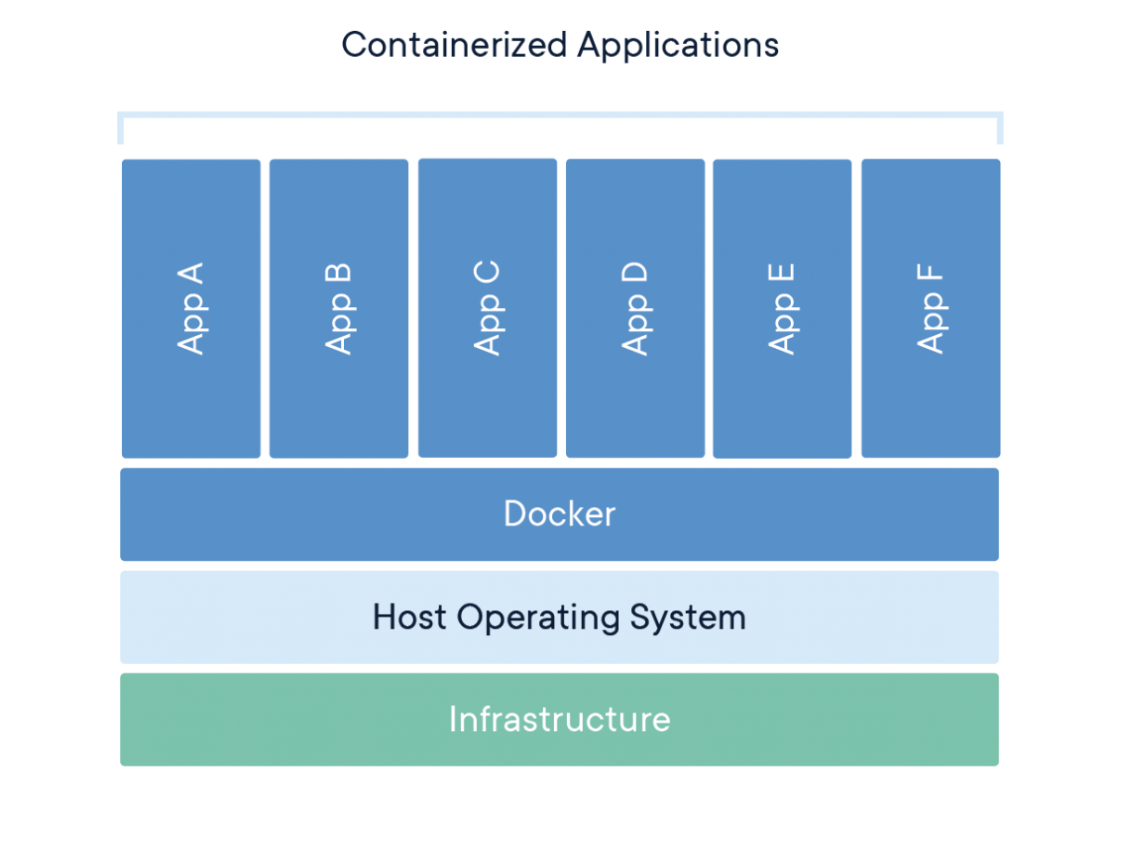 Containerized Applications
App A
App B
App C
App D
App E
App F
Docker
Host Operating System
Infrastructure